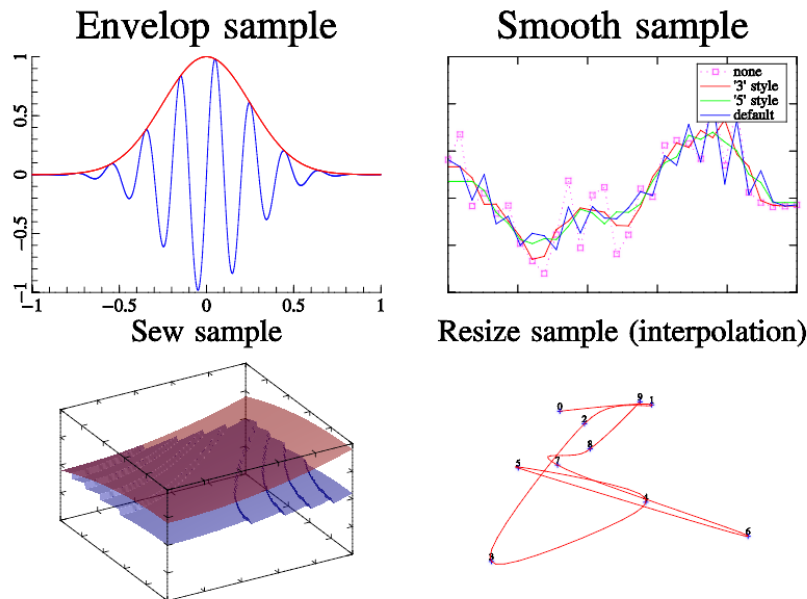 Envelop sample
1
0.5
0
−0.5
−1
−1
−0.5
0
0.5
1
Smooth sample
none
'3' style
'5' style
default
Sew sample
Resize sample (interpolation)
0
9
1
2
8
7
5
4
6
3